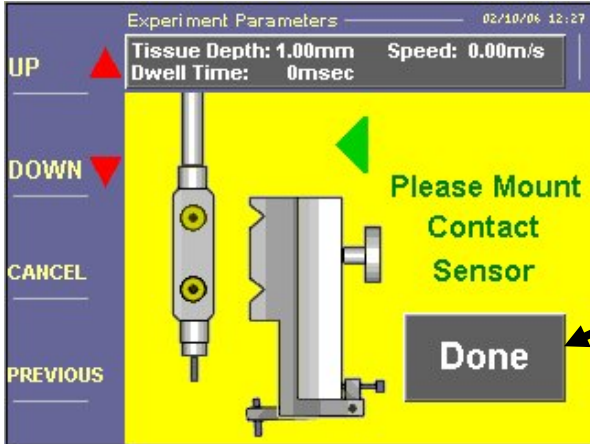 Experiment Parameters 02/10/06 12:27
Tissue Depth: 1.00mm Speed: 0.00m/s
Dwell Time: 0msec
UP
DOWN
CANCEL
PREVIOUS
Please Mount
Contact
Sensor
Done